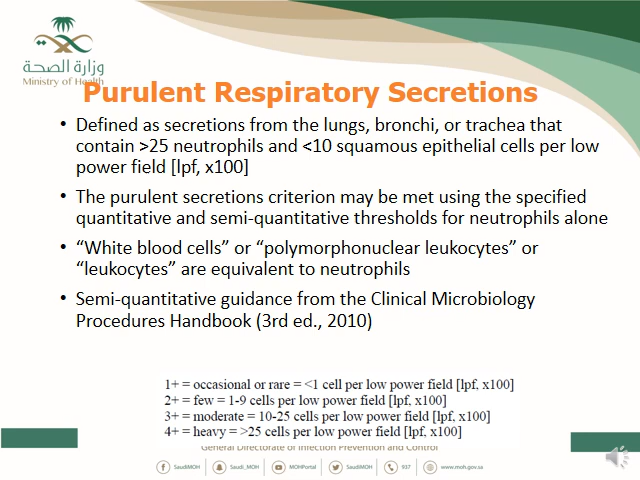 وزارة الصحة
Ministry of Health
Purulent Respiratory Secretions
• Defined as secretions from the lungs, bronchi, or trachea that
contain >25 neutrophils and <10 squamous epithelial cells per low
power field [lpf, x100]
• The purulent secretions criterion may be met using the specified
quantitative and semi-quantitative thresholds for neutrophils alone
• “White blood cells” or “polymorphonuclear leukocytes” or
“leukocytes” are equivalent to neutrophils
• Semi-quantitative guidance from the Clinical Microbiology
Procedures Handbook (3rd ed., 2010)
1+ = occasional or rare = <1 cell per low power field [lpf, x100]
2+ = few = 1-9 cells per low power field [lpf, x100]
3+ = moderate = 10-25 cells per low power field [lpf, x100]
4+ = heavy = >25 cells per low power field [lpf, x100]
General Directorate of Infection Prevention and Control
SaudiMOH Saudi_MOH MOHPortal SaudiMOH 937 www.moh.gov.sa